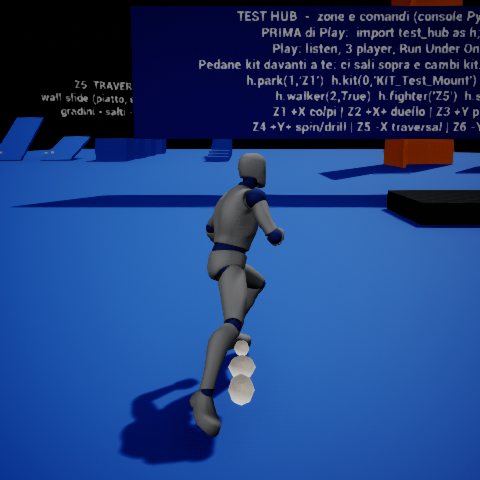 TEST HUB - zone e comandi (console Py
PRIMA di Play: import test_hub as h;
Play: listen, 3 player, Run Under On
Pedane kit davanti a te: ci sali sopra e cambi kit.
h.park(1,'Z1') h.kit(0,'KIT_Test_Mount')
h.walker(2,True) h.fighter('Z5') h.s
Z1 +X colpi | Z2 +X+ duello | Z3 +Y p
Z4 +Y+ spin/drill | Z5 -X traversal | Z6 -Y
Z5 TRAVER
wall slide (piatto,
gradini - salti -